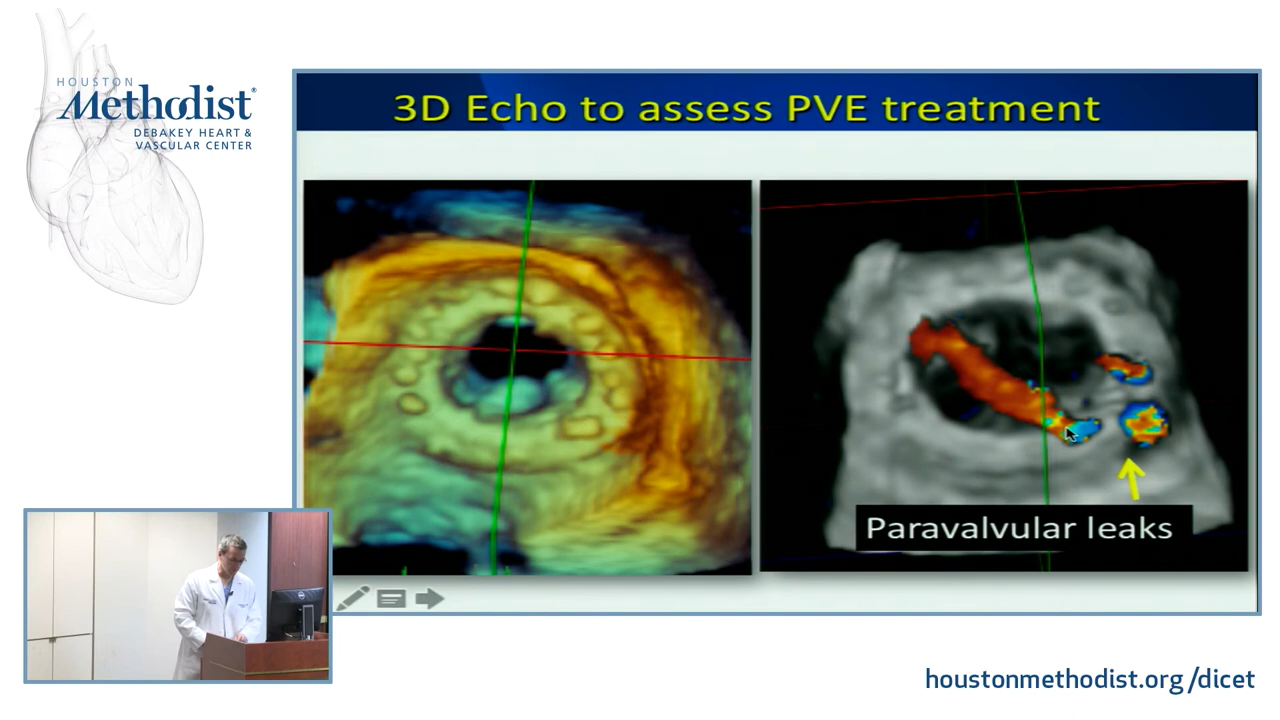 HOUSTON
Methodist®
DEBAKEY HEART &
VASCULAR CENTER
3D Echo to assess PVE treatment
Paravalvular leaks
houstonmethodist.org/dicet